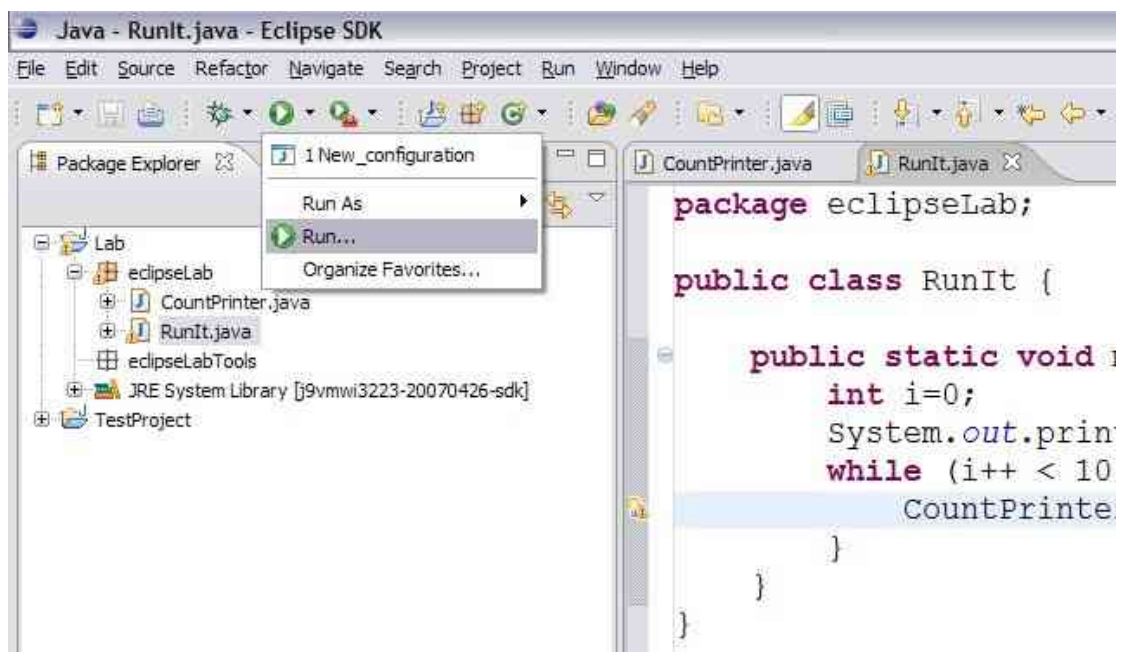 Java - RunIt.java - Eclipse SDK
File Edit Source Refactor Navigate Search Project Run Window Help
Package Explorer
1 New_configuration
Run As
Run...
Organize Favorites...
Lab
eclipseLab
CountPrinter.java
RunIt.java
eclipseLabTools
JRE System Library [j9vmwi3223-20070426-sdk]
TestProject
CountPrinter.java RunIt.java
package eclipseLab;
public class RunIt {
public static void
int i=0;
System.out.prin
while (i++ < 10
CountPrinte
}
}
}